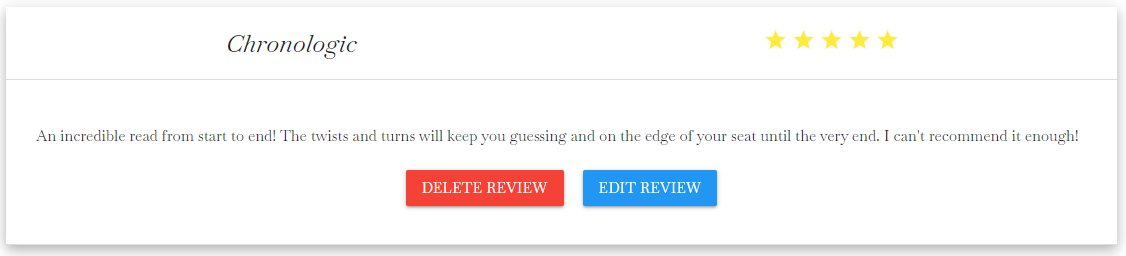 Chronologic
An incredible read from start to end! The twists and turns will keep you guessing and on the edge of your seat until the very end. I can't recommend it enough!
DELETE REVIEW
EDIT REVIEW